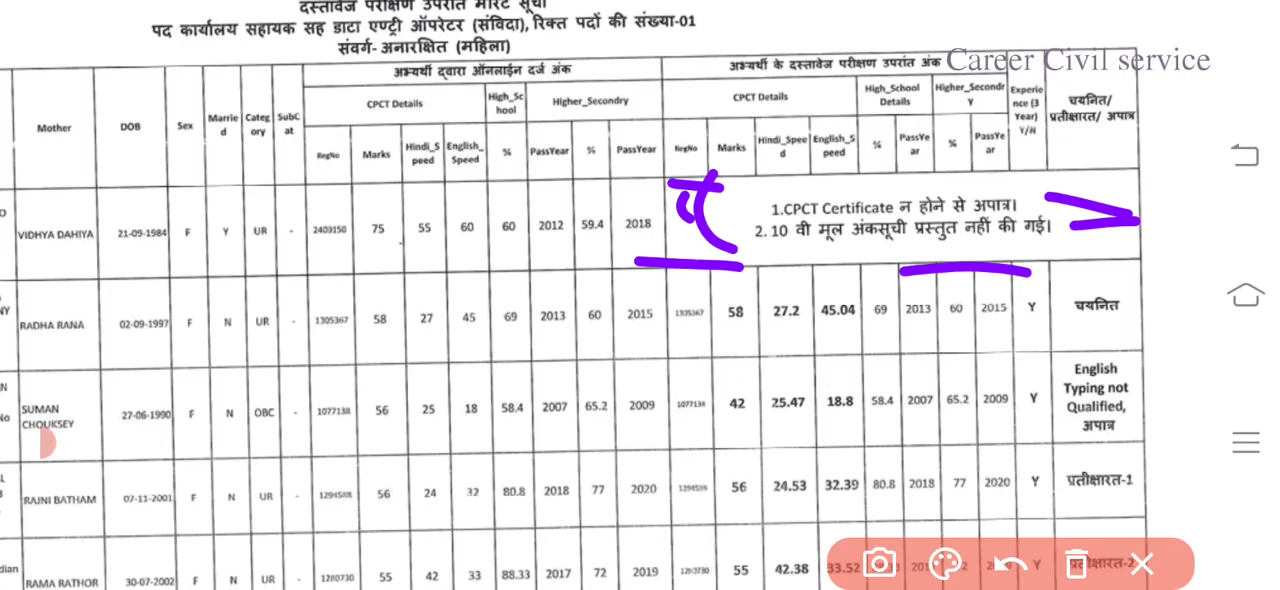 दस्तावेज परीक्षण उपरांत मेरिट सूची
पद कार्यालय सहायक सह डाटा एण्ट्री ऑपरेटर (संविदा), रिक्त पदों की संख्या-01
संवर्ग- अनारक्षित (महिला)
Career Civil service
अभ्यर्थी द्वारा ऑनलाईन दर्ज अंक अभ्यर्थी के दस्तावेज परीक्षण उपरांत अंक
Mother DOB Sex Married Category SubCat CPCT Details High_School Higher_Secondry CPCT Details High_School Details Higher_Secondry Experience (3 Year) Y/N चयनित/ प्रतीक्षारत/ अपात्र
RegNo Marks Hindi_Speed English_Speed % PassYear % PassYear RegNo Marks Hindi_Speed English_Speed % PassYear % PassYear
VIDHYA DAHIYA 21-09-1984 F Y UR - 2409150 75 55 60 60 2012 59.4 2018
1.CPCT Certificate न होने से अपात्र।
2. 10 वी मूल अंकसूची प्रस्तुत नहीं की गई।
NY
RADHA RANA 02-09-1997 F N UR - 1305367 58 27 45 69 2013 60 2015 1305367 58 27.2 45.04 69 2013 60 2015 Y चयनित
N
No
SUMAN CHOUKSEY 27-06-1990 F N OBC - 1077138 56 25 18 58.4 2007 65.2 2009 1077138 42 25.47 18.8 58.4 2007 65.2 2009 Y English Typing not Qualified, अपात्र
RAJNI BATHAM 07-11-2001 F N UR - 1294588 56 24 32 80.8 2018 77 2020 1294588 56 24.53 32.39 80.8 2018 77 2020 Y प्रतीक्षारत-1
dian
RAMA RATHOR 30-07-2002 F N UR - 1280730 55 42 33 88.33 2017 72 2019 55 42.38 33.52 Y प्रतीक्षारत-2